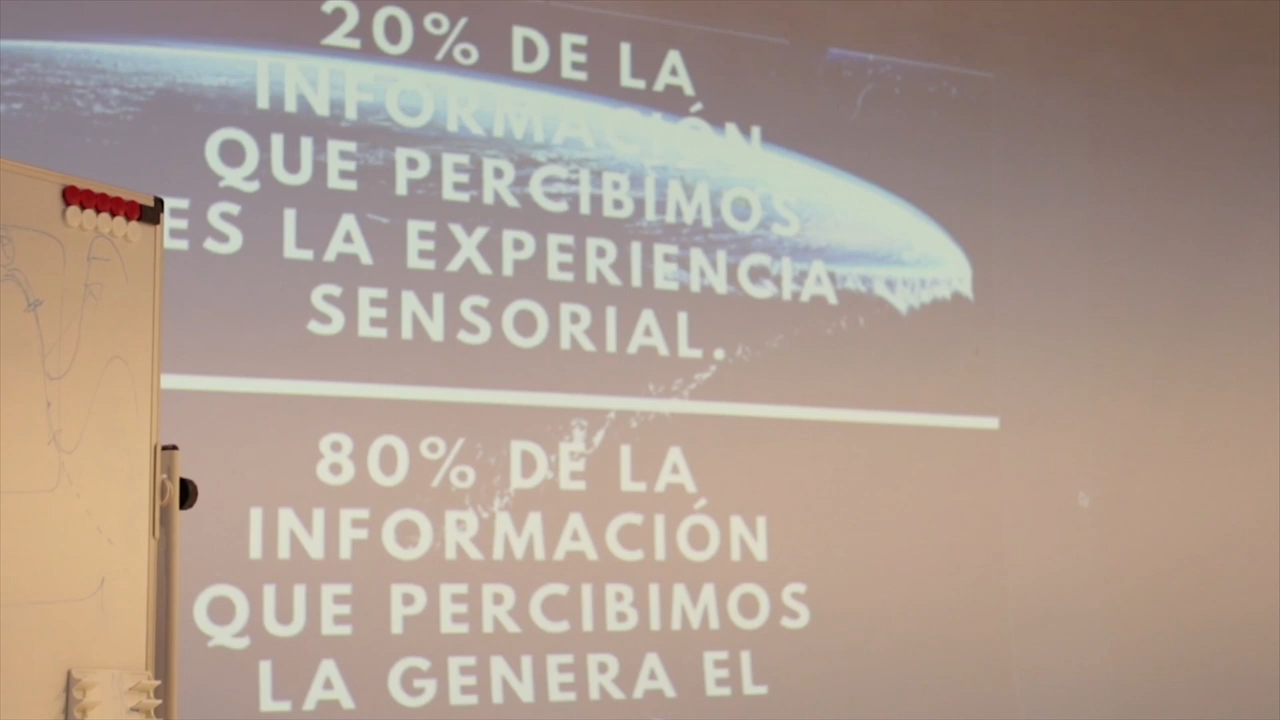 20% DE LA
INFORMACIÓN
QUE PERCIBIMOS
ES LA EXPERIENCIA
SENSORIAL.
80% DE LA
INFORMACIÓN
QUE PERCIBIMOS
LA GENERA EL